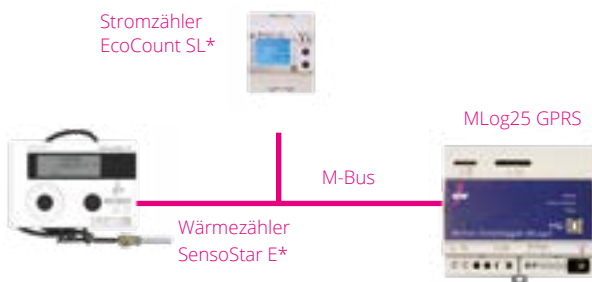 Stromzähler
EcoCount SL*
MLog25 GPRS
M-Bus
Wärmezähler
SensoStar E*